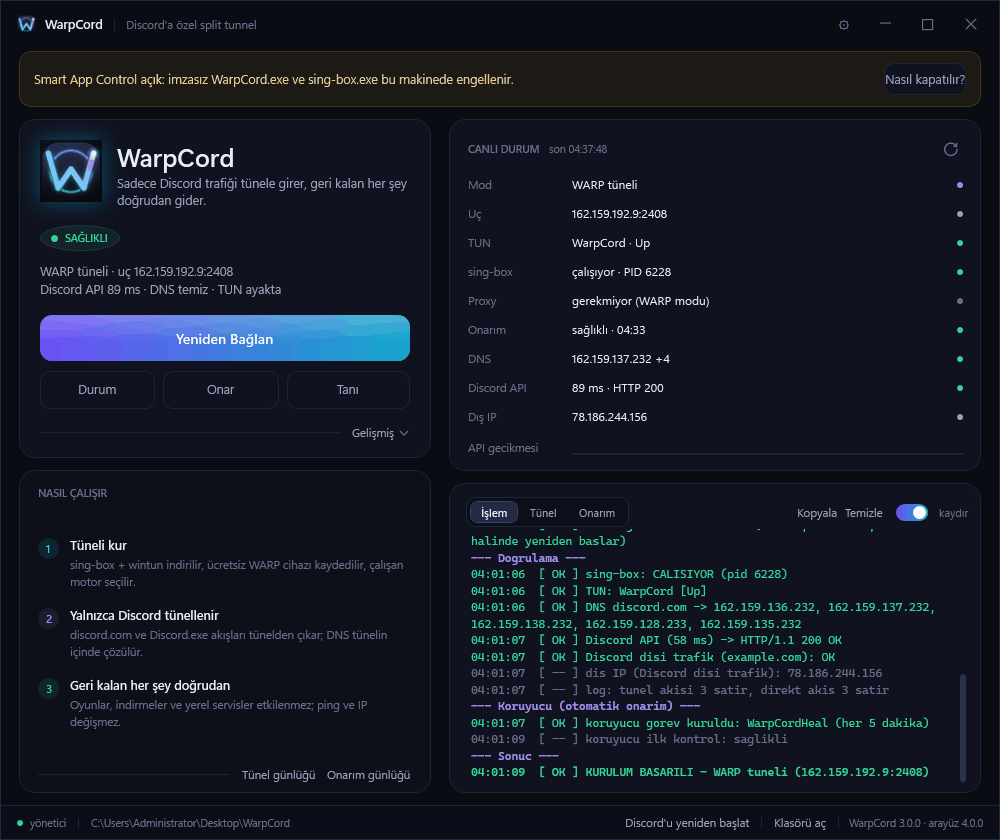 WarpCord
Discord'a özel split tunnel
Smart App Control açık: imzasız WarpCord.exe ve sing-box.exe bu makinede engellenir.
Nasıl kapatılır?
WarpCord
Sadece Discord trafiği tünele girer, geri kalan her şey
doğrudan gider.
SAĞLIKLI
WARP tüneli · uç 162.159.192.9:2408
Discord API 89 ms · DNS temiz · TUN ayakta
Yeniden Bağlan
Durum
Onar
Tanı
Gelişmiş
CANLI DURUM son 04:37:48
Mod WARP tüneli
Uç 162.159.192.9:2408
TUN WarpCord · Up
sing-box çalışıyor · PID 6228
Proxy gerekmiyor (WARP modu)
Onarım sağlıklı · 04:33
DNS 162.159.137.232 +4
Discord API 89 ms · HTTP 200
Dış IP 78.186.244.156
API gecikmesi
NASIL ÇALIŞIR
1 Tüneli kur
sing-box + wintun indirilir, ücretsiz WARP cihazı kaydedilir, çalışan
motor seçilir.
2 Yalnızca Discord tünellenir
discord.com ve Discord.exe akışları tünelden çıkar; DNS tünelin
içinde çözülür.
3 Geri kalan her şey doğrudan
Oyunlar, indirmeler ve yerel servisler etkilenmez; ping ve IP
değişmez.
Tünel günlüğü Onarım günlüğü
İşlem Tünel Onarım Kopyala Temizle kaydır
halinde yeniden baslar)
--- Dogrulama ---
04:01:06 [ OK ] sing-box: CALISIYOR (pid 6228)
04:01:06 [ OK ] TUN: WarpCord [Up]
04:01:06 [ OK ] DNS discord.com -> 162.159.136.232, 162.159.137.232,
162.159.138.232, 162.159.128.233, 162.159.135.232
04:01:07 [ OK ] Discord API (58 ms) -> HTTP/1.1 200 OK
04:01:07 [ OK ] Discord disi trafik (example.com): OK
04:01:07 [ -- ] dis IP (Discord disi trafik): 78.186.244.156
04:01:07 [ -- ] log: tunel akisi 3 satir, direkt akis 3 satir
--- Koruyucu (otomatik onarim) ---
04:01:07 [ OK ] koruyucu gorev kuruldu: WarpCordHeal (her 5 dakika)
04:01:09 [ -- ] koruyucu ilk kontrol: saglikli
--- Sonuc ---
04:01:09 [ OK ] KURULUM BASARILI - WARP tuneli (162.159.192.9:2408)
yönetici
C:\Users\Administrator\Desktop\WarpCord
Discord'u yeniden başlat
Klasörü aç
WarpCord 3.0.0 · arayüz 4.0.0